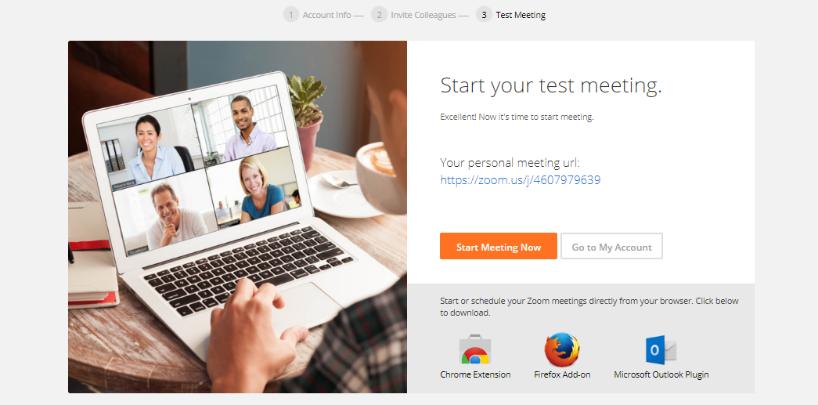 1 Account Info — 2 Invite Colleagues — 3 Test Meeting
Start your test meeting.
Excellent! Now it's time to start meeting.
Your personal meeting url:
https://zoom.us/j/4607979639
Start Meeting Now Go to My Account
Start or schedule your Zoom meetings directly from your browser. Click below
to download.
Chrome Extension Firefox Add-on Microsoft Outlook Plugin